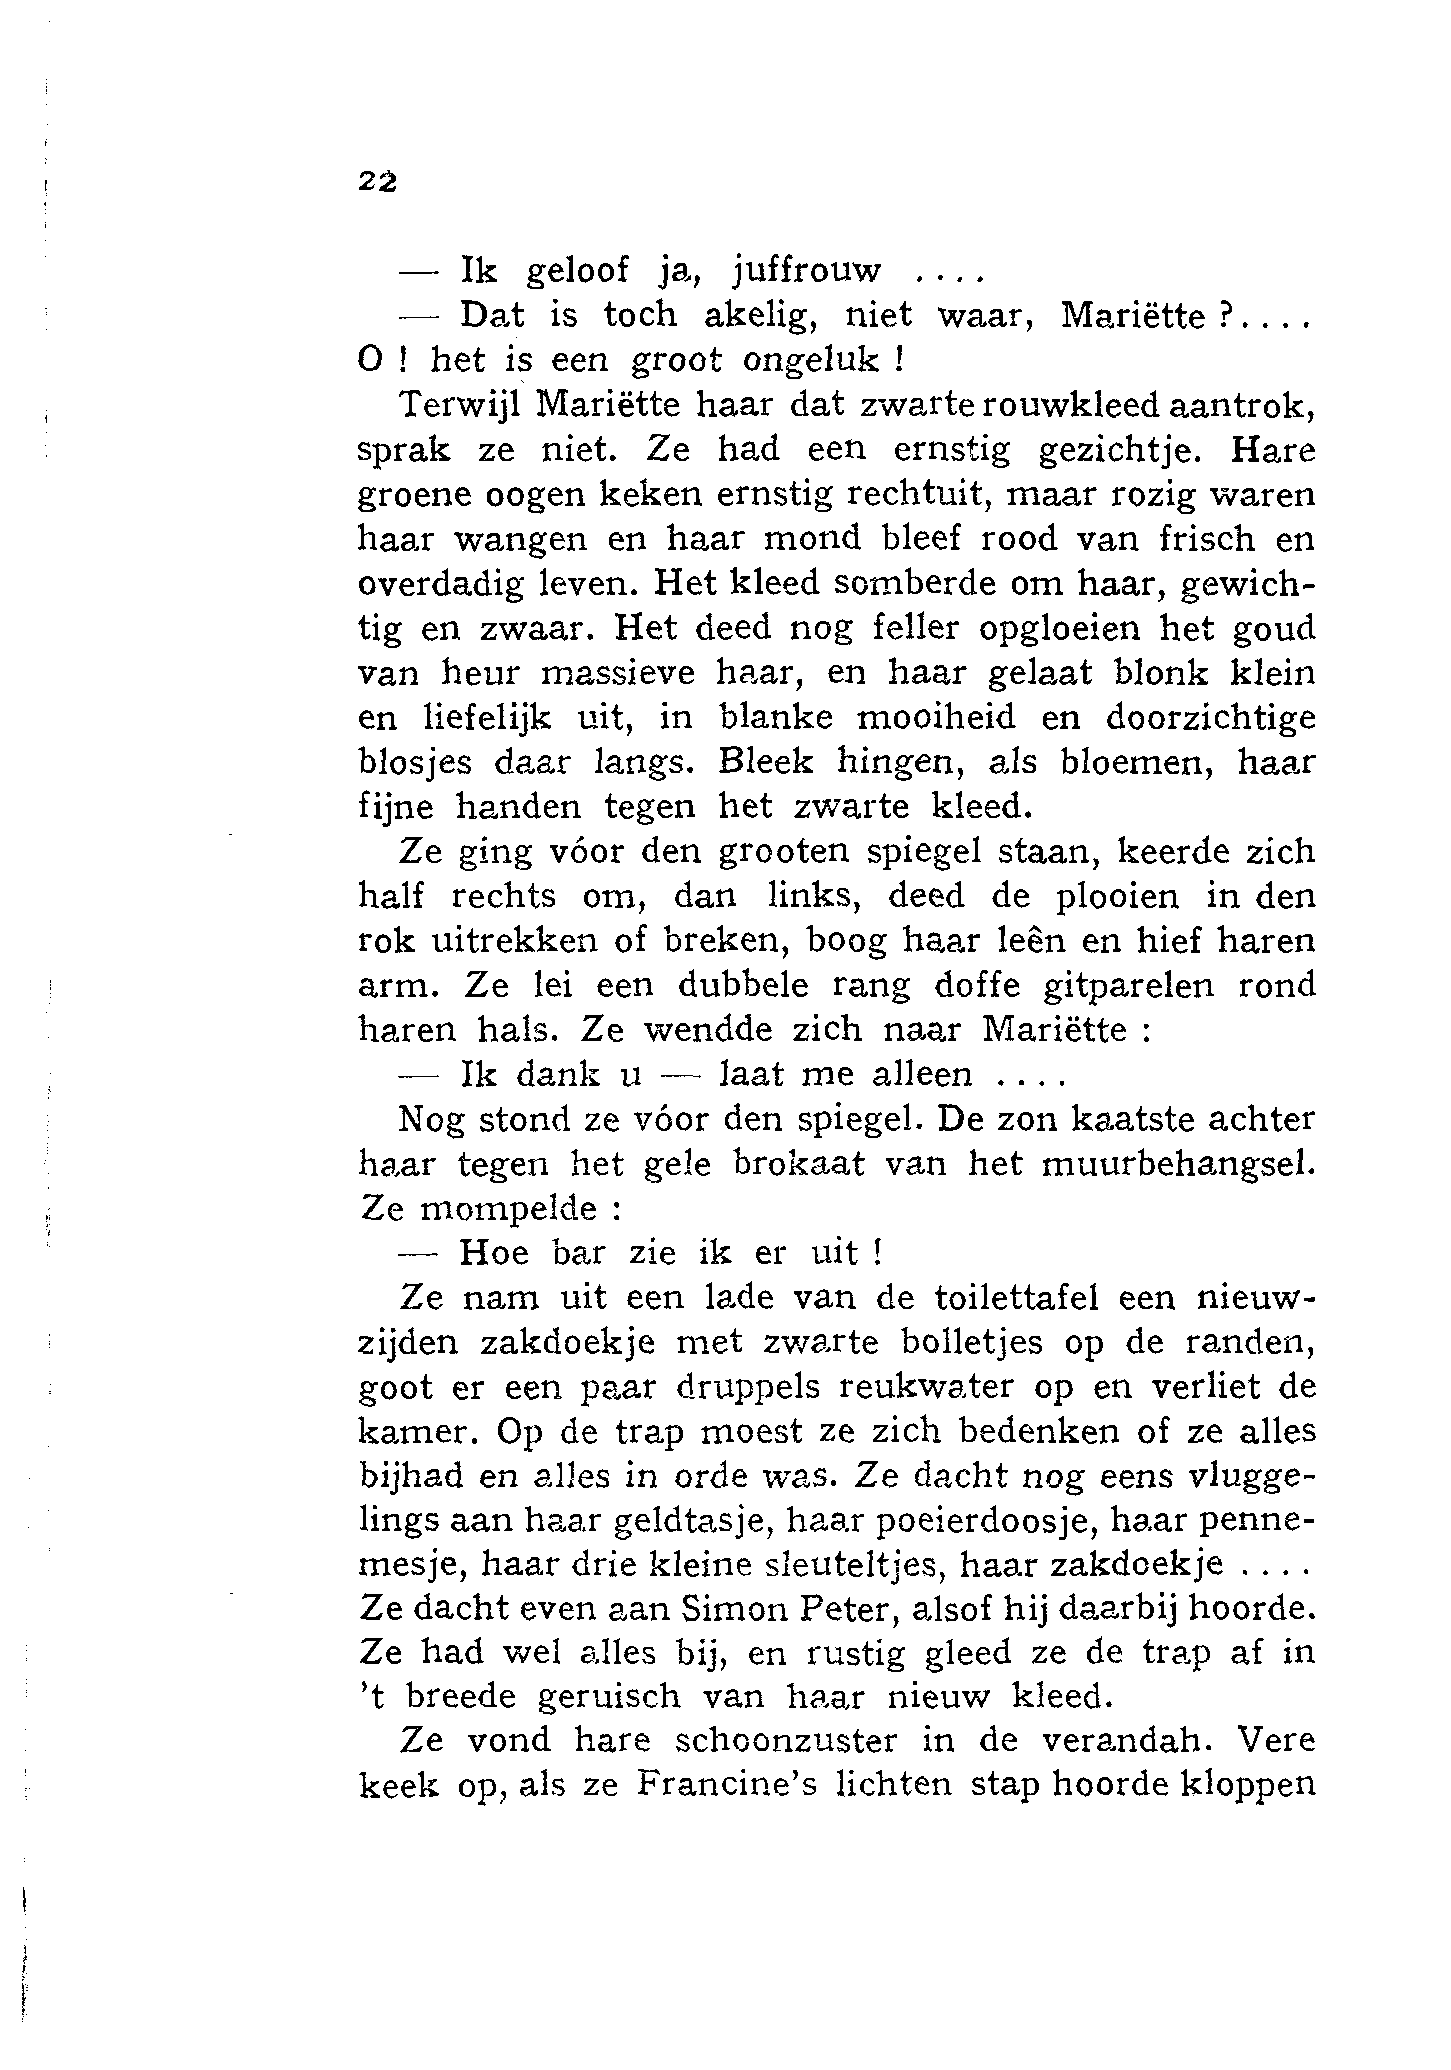 22
— Ik geloof ja, juffrouw ....
— Dat is toch akelig, niet waar, Mariëtte ?....
O ! het is een groot ongeluk !
Terwijl Mariëtte haar dat zwarte rouwkleed aantrok,
sprak ze niet. Ze had een ernstig gezichtje. Hare
groene oogen keken ernstig rechtuit, maar rozig waren
haar wangen en haar mond bleef rood van frisch en
overdadig leven. Het kleed somberde om haar, gewich-
tig en zwaar. Het deed nog feller opgloeien het goud
van heur massieve haar, en haar gelaat blonk klein
en liefelijk uit, in blanke mooiheid en doorzichtige
blosjes daar langs. Bleek hingen, als bloemen, haar
fijne handen tegen het zwarte kleed.
Ze ging vóor den grooten spiegel staan, keerde zich
half rechts om, dan links, deed de plooien in den
rok uitrekken of breken, boog haar leên en hief haren
arm. Ze lei een dubbele rang doffe gitparelen rond
haren hals. Ze wendde zich naar Mariëtte :
— Ik dank u — laat me alleen ....
Nog stond ze vóor den spiegel. De zon kaatste achter
haar tegen het gele brokaat van het muurbehangsel.
Ze mompelde :
— Hoe bar zie ik er uit !
Ze nam uit een lade van de toilettafel een nieuw-
zijden zakdoekje met zwarte bolletjes op de randen,
goot er een paar druppels reukwater op en verliet de
kamer. Op de trap moest ze zich bedenken of ze alles
bijhad en alles in orde was. Ze dacht nog eens vlugge-
lings aan haar geldtasje, haar poeierdoosje, haar penne-
mesje, haar drie kleine sleuteltjes, haar zakdoekje ....
Ze dacht even aan Simon Peter, alsof hij daarbij hoorde.
Ze had wel alles bij, en rustig gleed ze de trap af in
't breede geruisch van haar nieuw kleed.
Ze vond hare schoonzuster in de verandah. Vere
keek op, als ze Francine's lichten stap hoorde kloppen